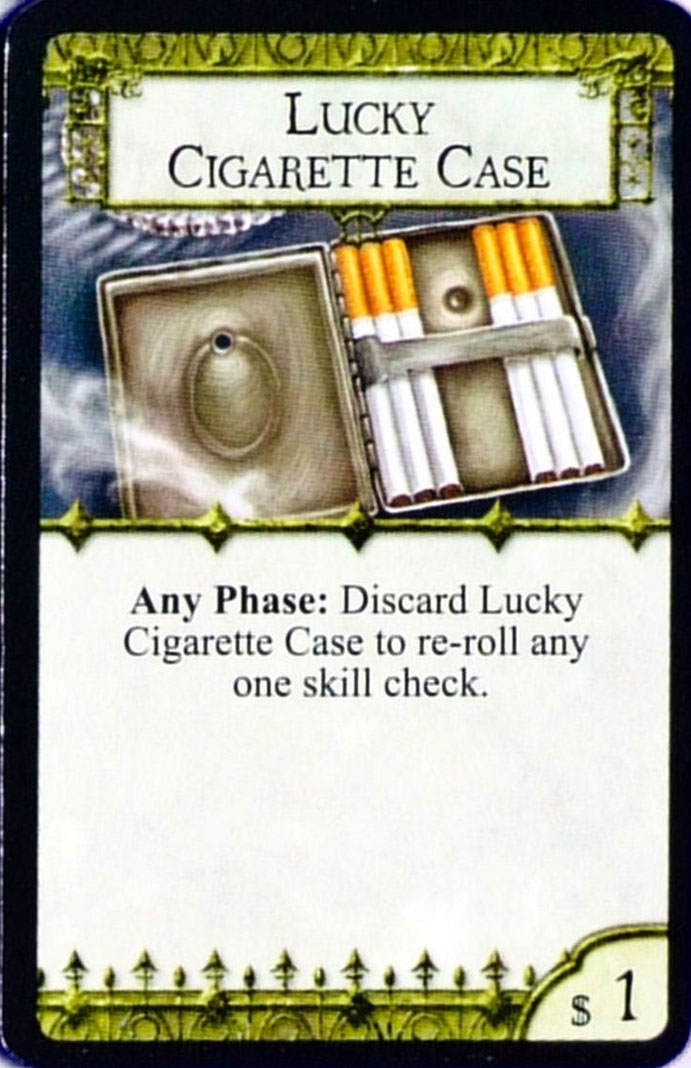 Lucky
Cigarette Case
Any Phase: Discard Lucky
Cigarette Case to re-roll any
one skill check.
$ 1